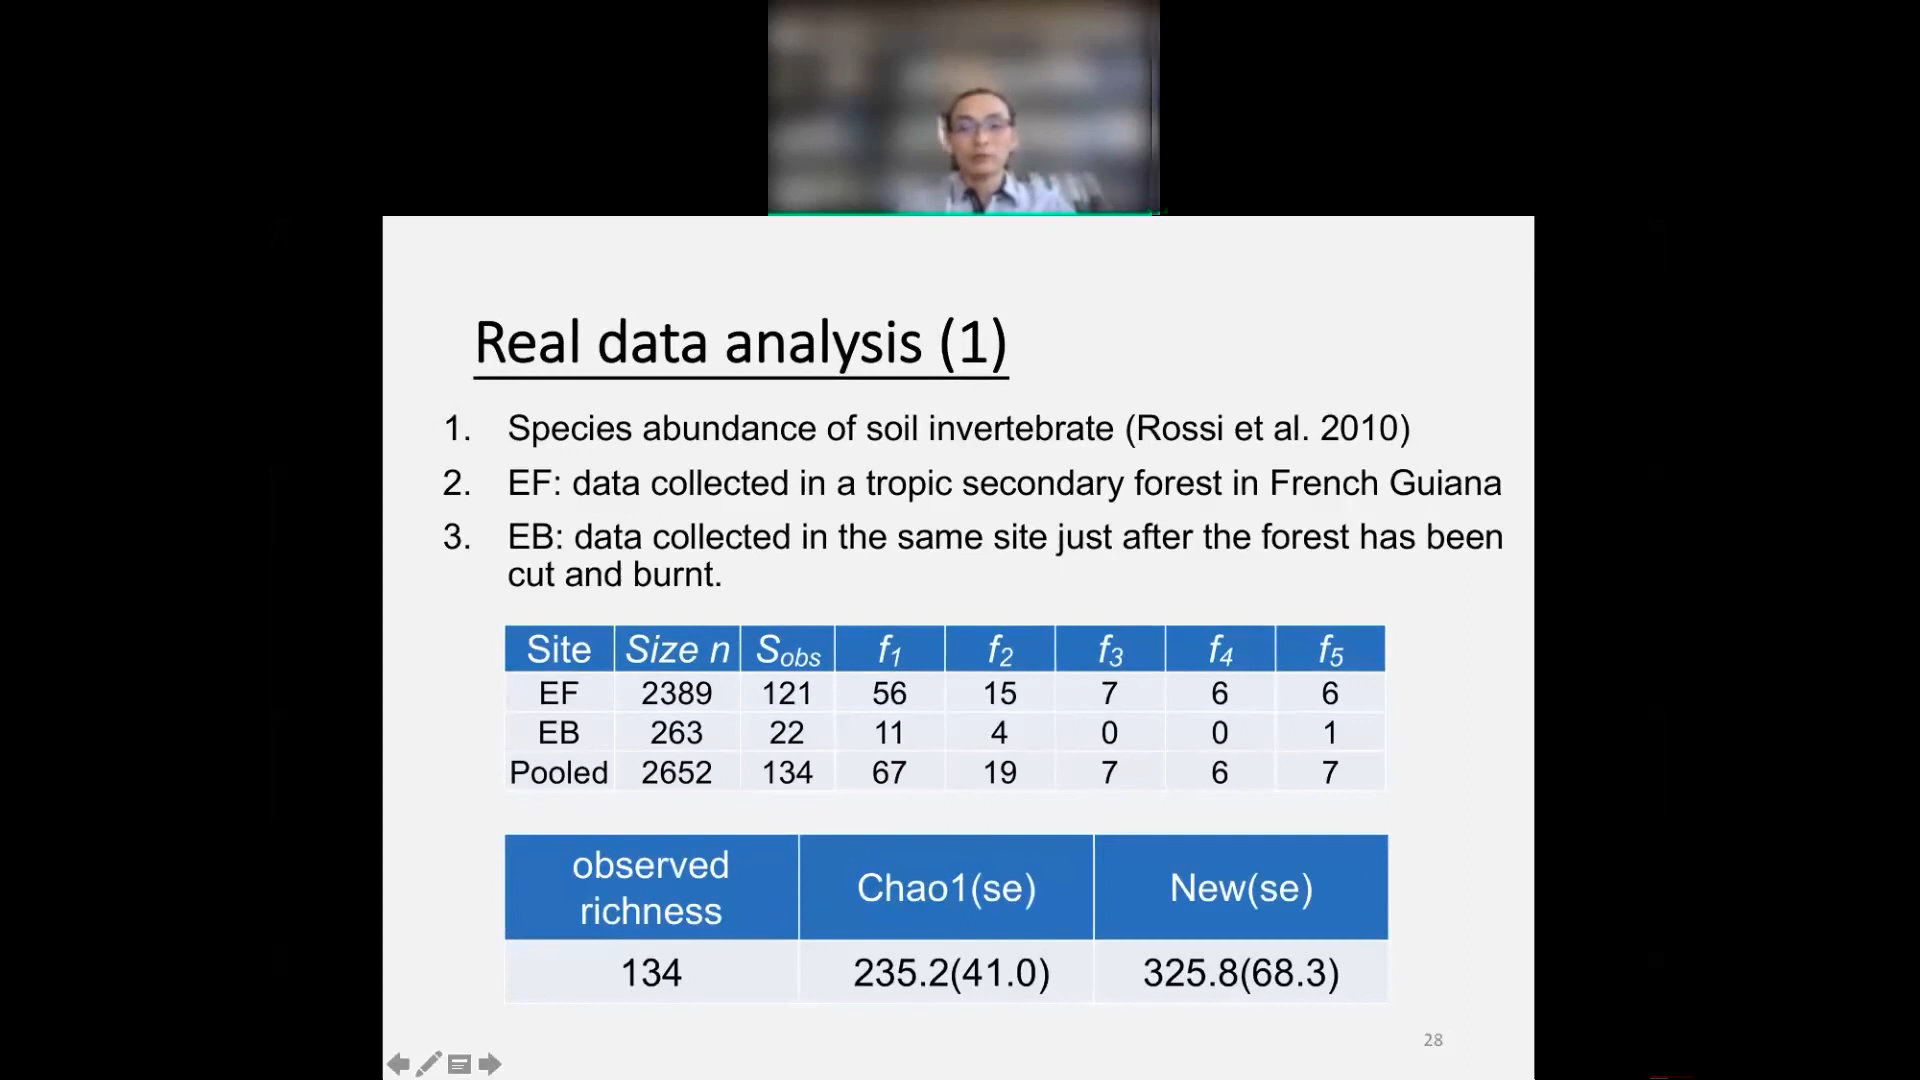 Real data analysis (1)
1. Species abundance of soil invertebrate (Rossi et al. 2010)
2. EF: data collected in a tropic secondary forest in French Guiana
3. EB: data collected in the same site just after the forest has been
cut and burnt.
Site Size n Sobs f1 f2 f3 f4 f5
EF 2389 121 56 15 7 6 6
EB 263 22 11 4 0 0 1
Pooled 2652 134 67 19 7 6 7
observed
richness
Chao1(se) New(se)
134 235.2(41.0) 325.8(68.3)
28